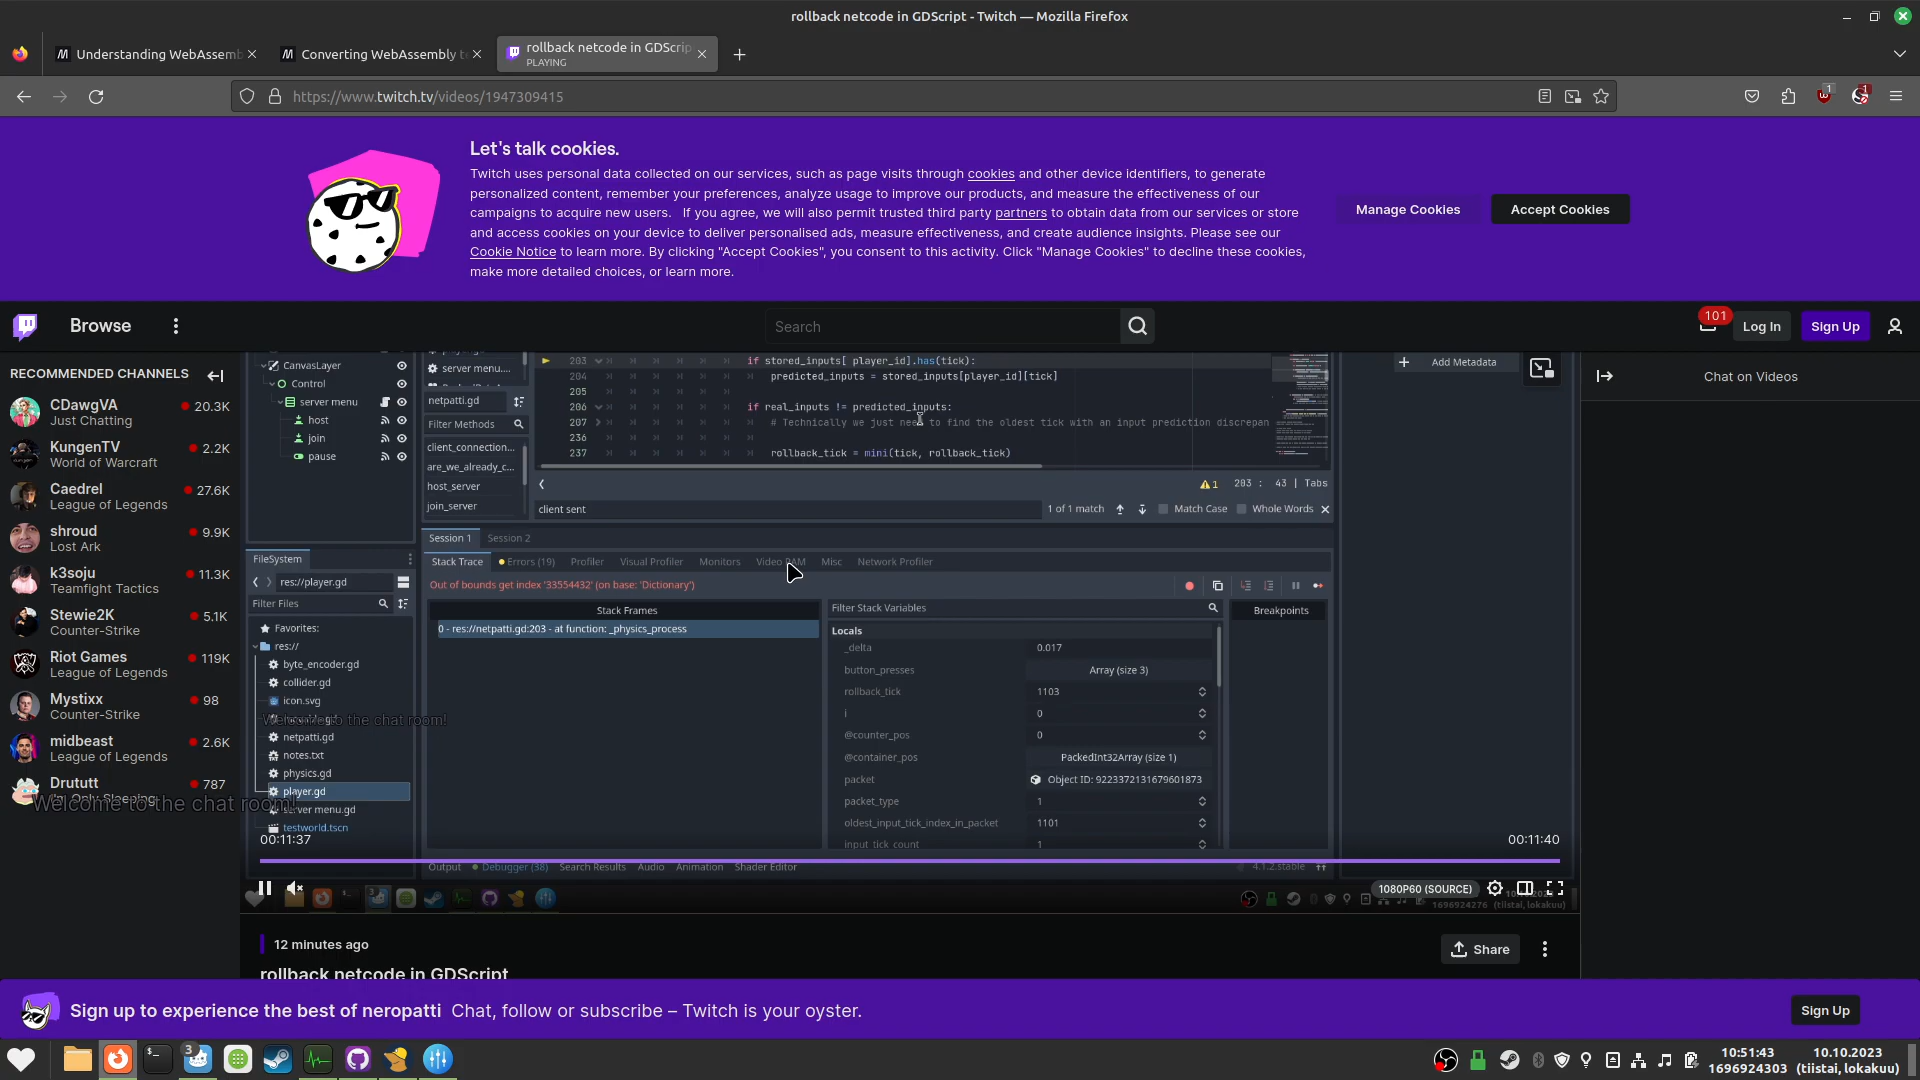 rollback netcode in GDScript - Twitch — Mozilla Firefox
Understanding WebAssemb
Converting WebAssembly t
rollback netcode in GDScrip
PLAYING
https://www.twitch.tv/videos/1947309415
1
1
Let's talk cookies.
Twitch uses personal data collected on our services, such as page visits through cookies and other device identifiers, to generate
personalized content, remember your preferences, analyze usage to improve our products, and measure the effectiveness of our
campaigns to acquire new users. If you agree, we will also permit trusted third party partners to obtain data from our services or store
and access cookies on your device to deliver personalised ads, measure effectiveness, and create audience insights. Please see our
Cookie Notice to learn more. By clicking "Accept Cookies", you consent to this activity. Click "Manage Cookies" to decline these cookies,
make more detailed choices, or learn more.
Manage Cookies
Accept Cookies
Browse
Search
101
Log In
Sign Up
RECOMMENDED CHANNELS
CDawgVA 20.3K
Just Chatting
KungenTV 2.2K
World of Warcraft
Caedrel 27.6K
League of Legends
shroud 9.9K
Lost Ark
k3soju 11.3K
Teamfight Tactics
Stewie2K 5.1K
Counter-Strike
Riot Games 119K
League of Legends
Mystixx 98
Counter-Strike
midbeast 2.6K
League of Legends
Drututt 787
Welcome to the chat room!
CanvasLayer
Control
server menu
host
join
pause
server menu....
netpatti.gd
Filter Methods
client_connection...
are_we_already_c...
host_server
join_server
203 if stored_inputs[ player_id].has(tick):
204 predicted_inputs = stored_inputs[player_id][tick]
205
206 if real_inputs != predicted_inputs:
207 # Technically we just need to find the oldest tick with an input prediction discrepan
236
237 rollback_tick = mini(tick, rollback_tick)
1 203 : 43 | Tabs
client sent
1 of 1 match
Match Case
Whole Words
Add Metadata
Chat on Videos
Session 1
Session 2
Stack Trace
Errors (19)
Profiler
Visual Profiler
Monitors
Video RAM
Misc
Network Profiler
Out of bounds get index '33554432' (on base: 'Dictionary')
Stack Frames
0 - res://netpatti.gd:203 - at function: _physics_process
Filter Stack Variables
Locals
_delta 0.017
button_presses Array (size 3)
rollback_tick 1103
i 0
@counter_pos 0
@container_pos PackedInt32Array (size 1)
packet Object ID: 9223372131679601873
packet_type 1
oldest_input_tick_index_in_packet 1101
input_tick_count 1
Breakpoints
FileSystem
res://player.gd
Filter Files
Favorites:
res://
byte_encoder.gd
collider.gd
icon.svg
Welcome to the chat room!
netpatti.gd
notes.txt
physics.gd
player.gd
server menu.gd
testworld.tscn
00:11:37
00:11:40
Output
Debugger (38)
Search Results
Audio
Animation
Shader Editor
4.1.2.stable
1080P60 (SOURCE)
1696924276 (tiistai, lokakuu)
12 minutes ago
Share
rollback netcode in GDScript
Sign up to experience the best of neropatti Chat, follow or subscribe – Twitch is your oyster.
Sign Up
3
10:51:43 10.10.2023
1696924303 (tiistai, lokakuu)